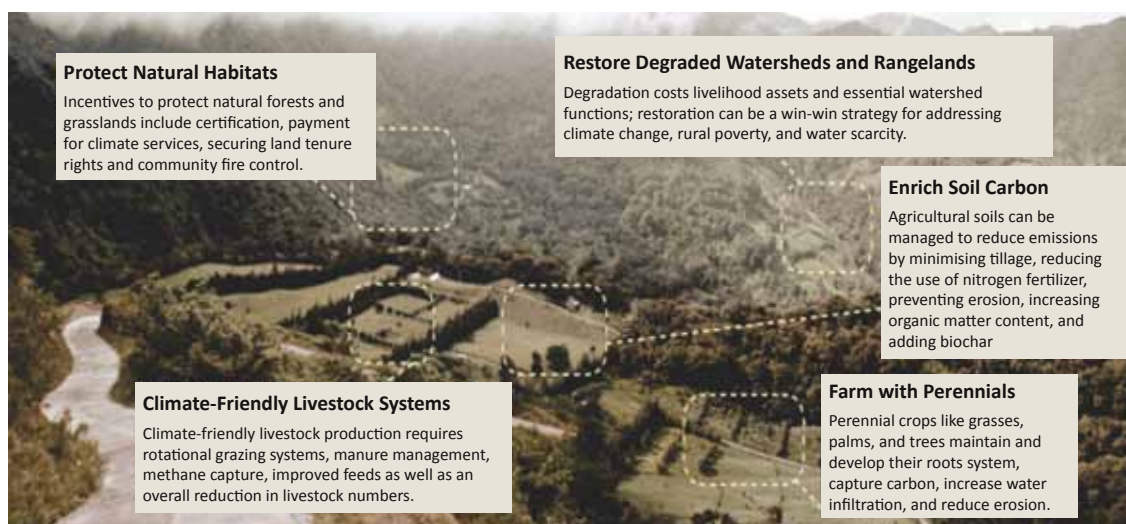 Protect Natural Habitats
Incentives to protect natural forests and
grasslands include certification, payment
for climate services, securing land tenure
rights and community fire control.
Restore Degraded Watersheds and Rangelands
Degradation costs livelihood assets and essential watershed
functions; restoration can be a win-win strategy for addressing
climate change, rural poverty, and water scarcity.
Enrich Soil Carbon
Agricultural soils can be
managed to reduce emissions
by minimising tillage, reducing
the use of nitrogen fertilizer,
preventing erosion, increasing
organic matter content, and
adding biochar
Climate-Friendly Livestock Systems
Climate-friendly livestock production requires
rotational grazing systems, manure management,
methane capture, improved feeds as well as an
overall reduction in livestock numbers.
Farm with Perennials
Perennial crops like grasses,
palms, and trees maintain and
develop their roots system,
capture carbon, increase water
infiltration, and reduce erosion.